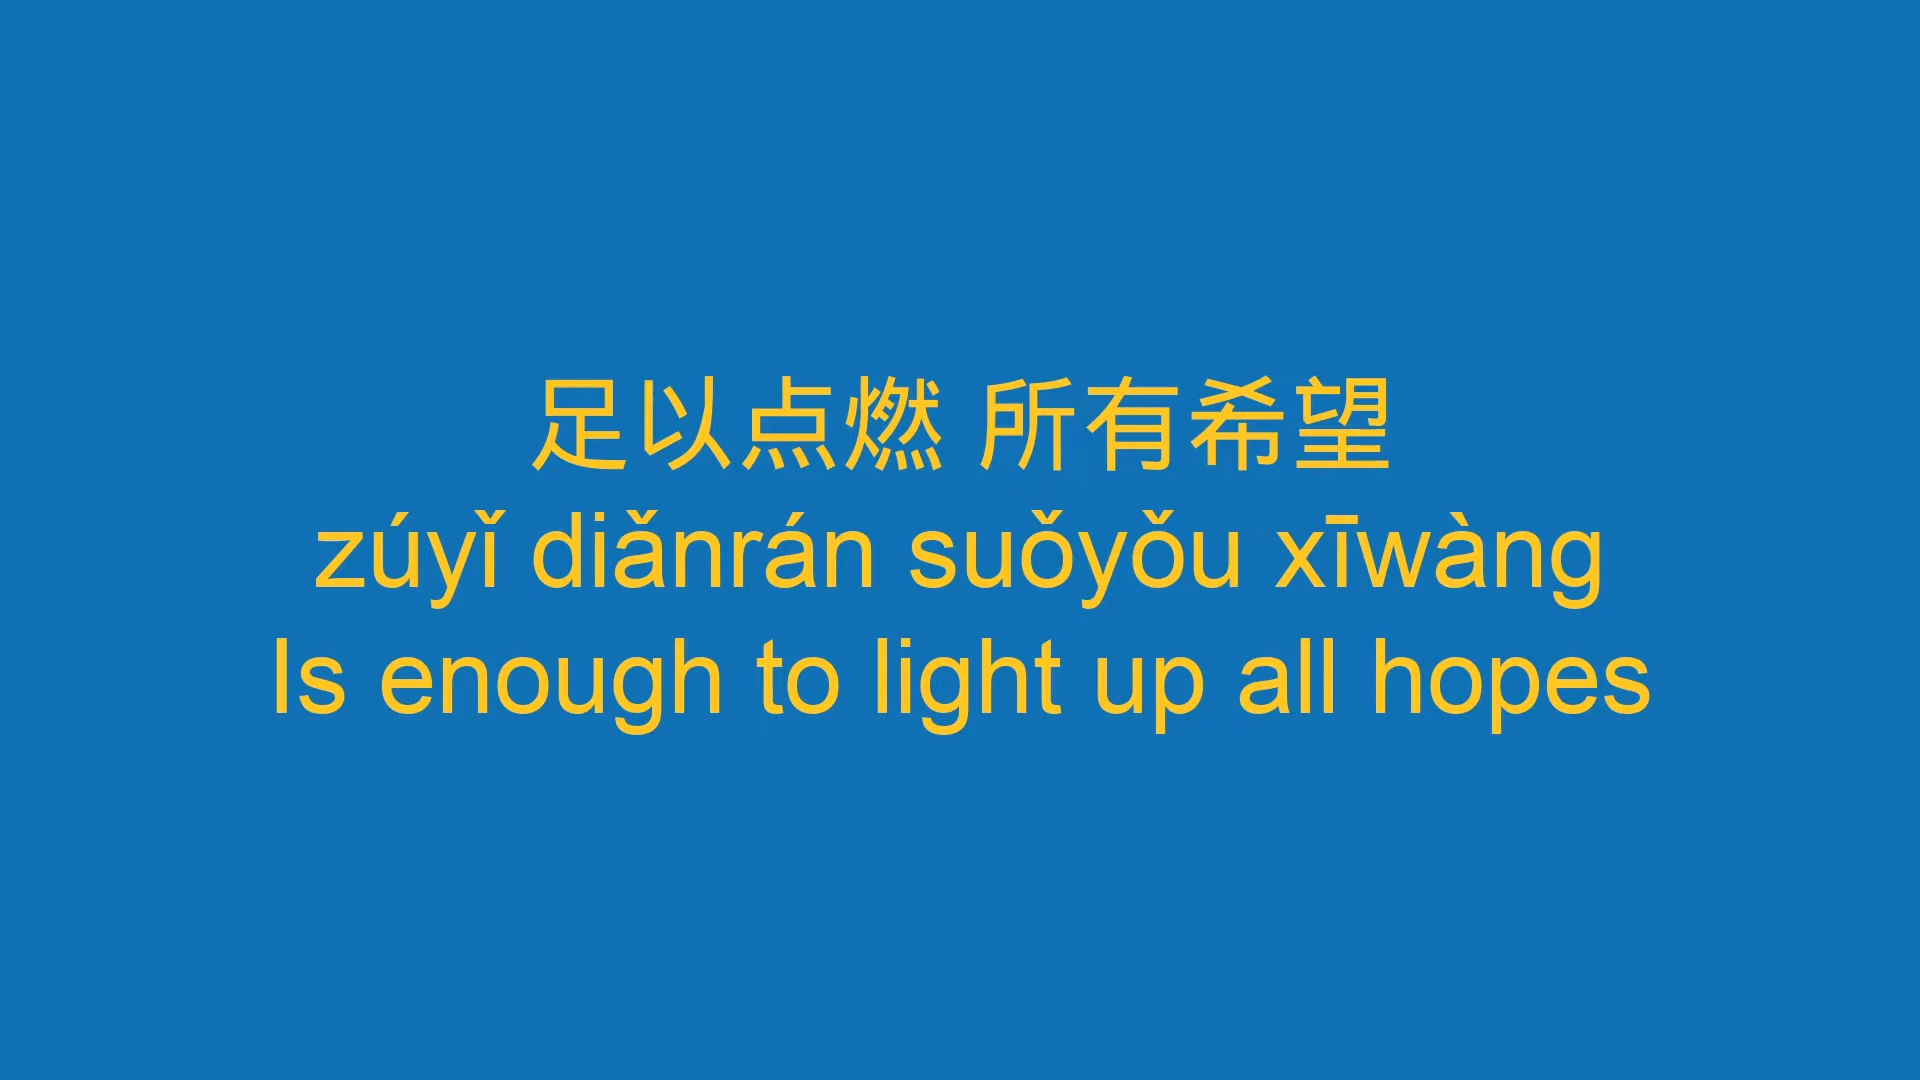 足以点燃 所有希望
zúyǐ diǎnrán suǒyǒu xīwàng
Is enough to light up all hopes